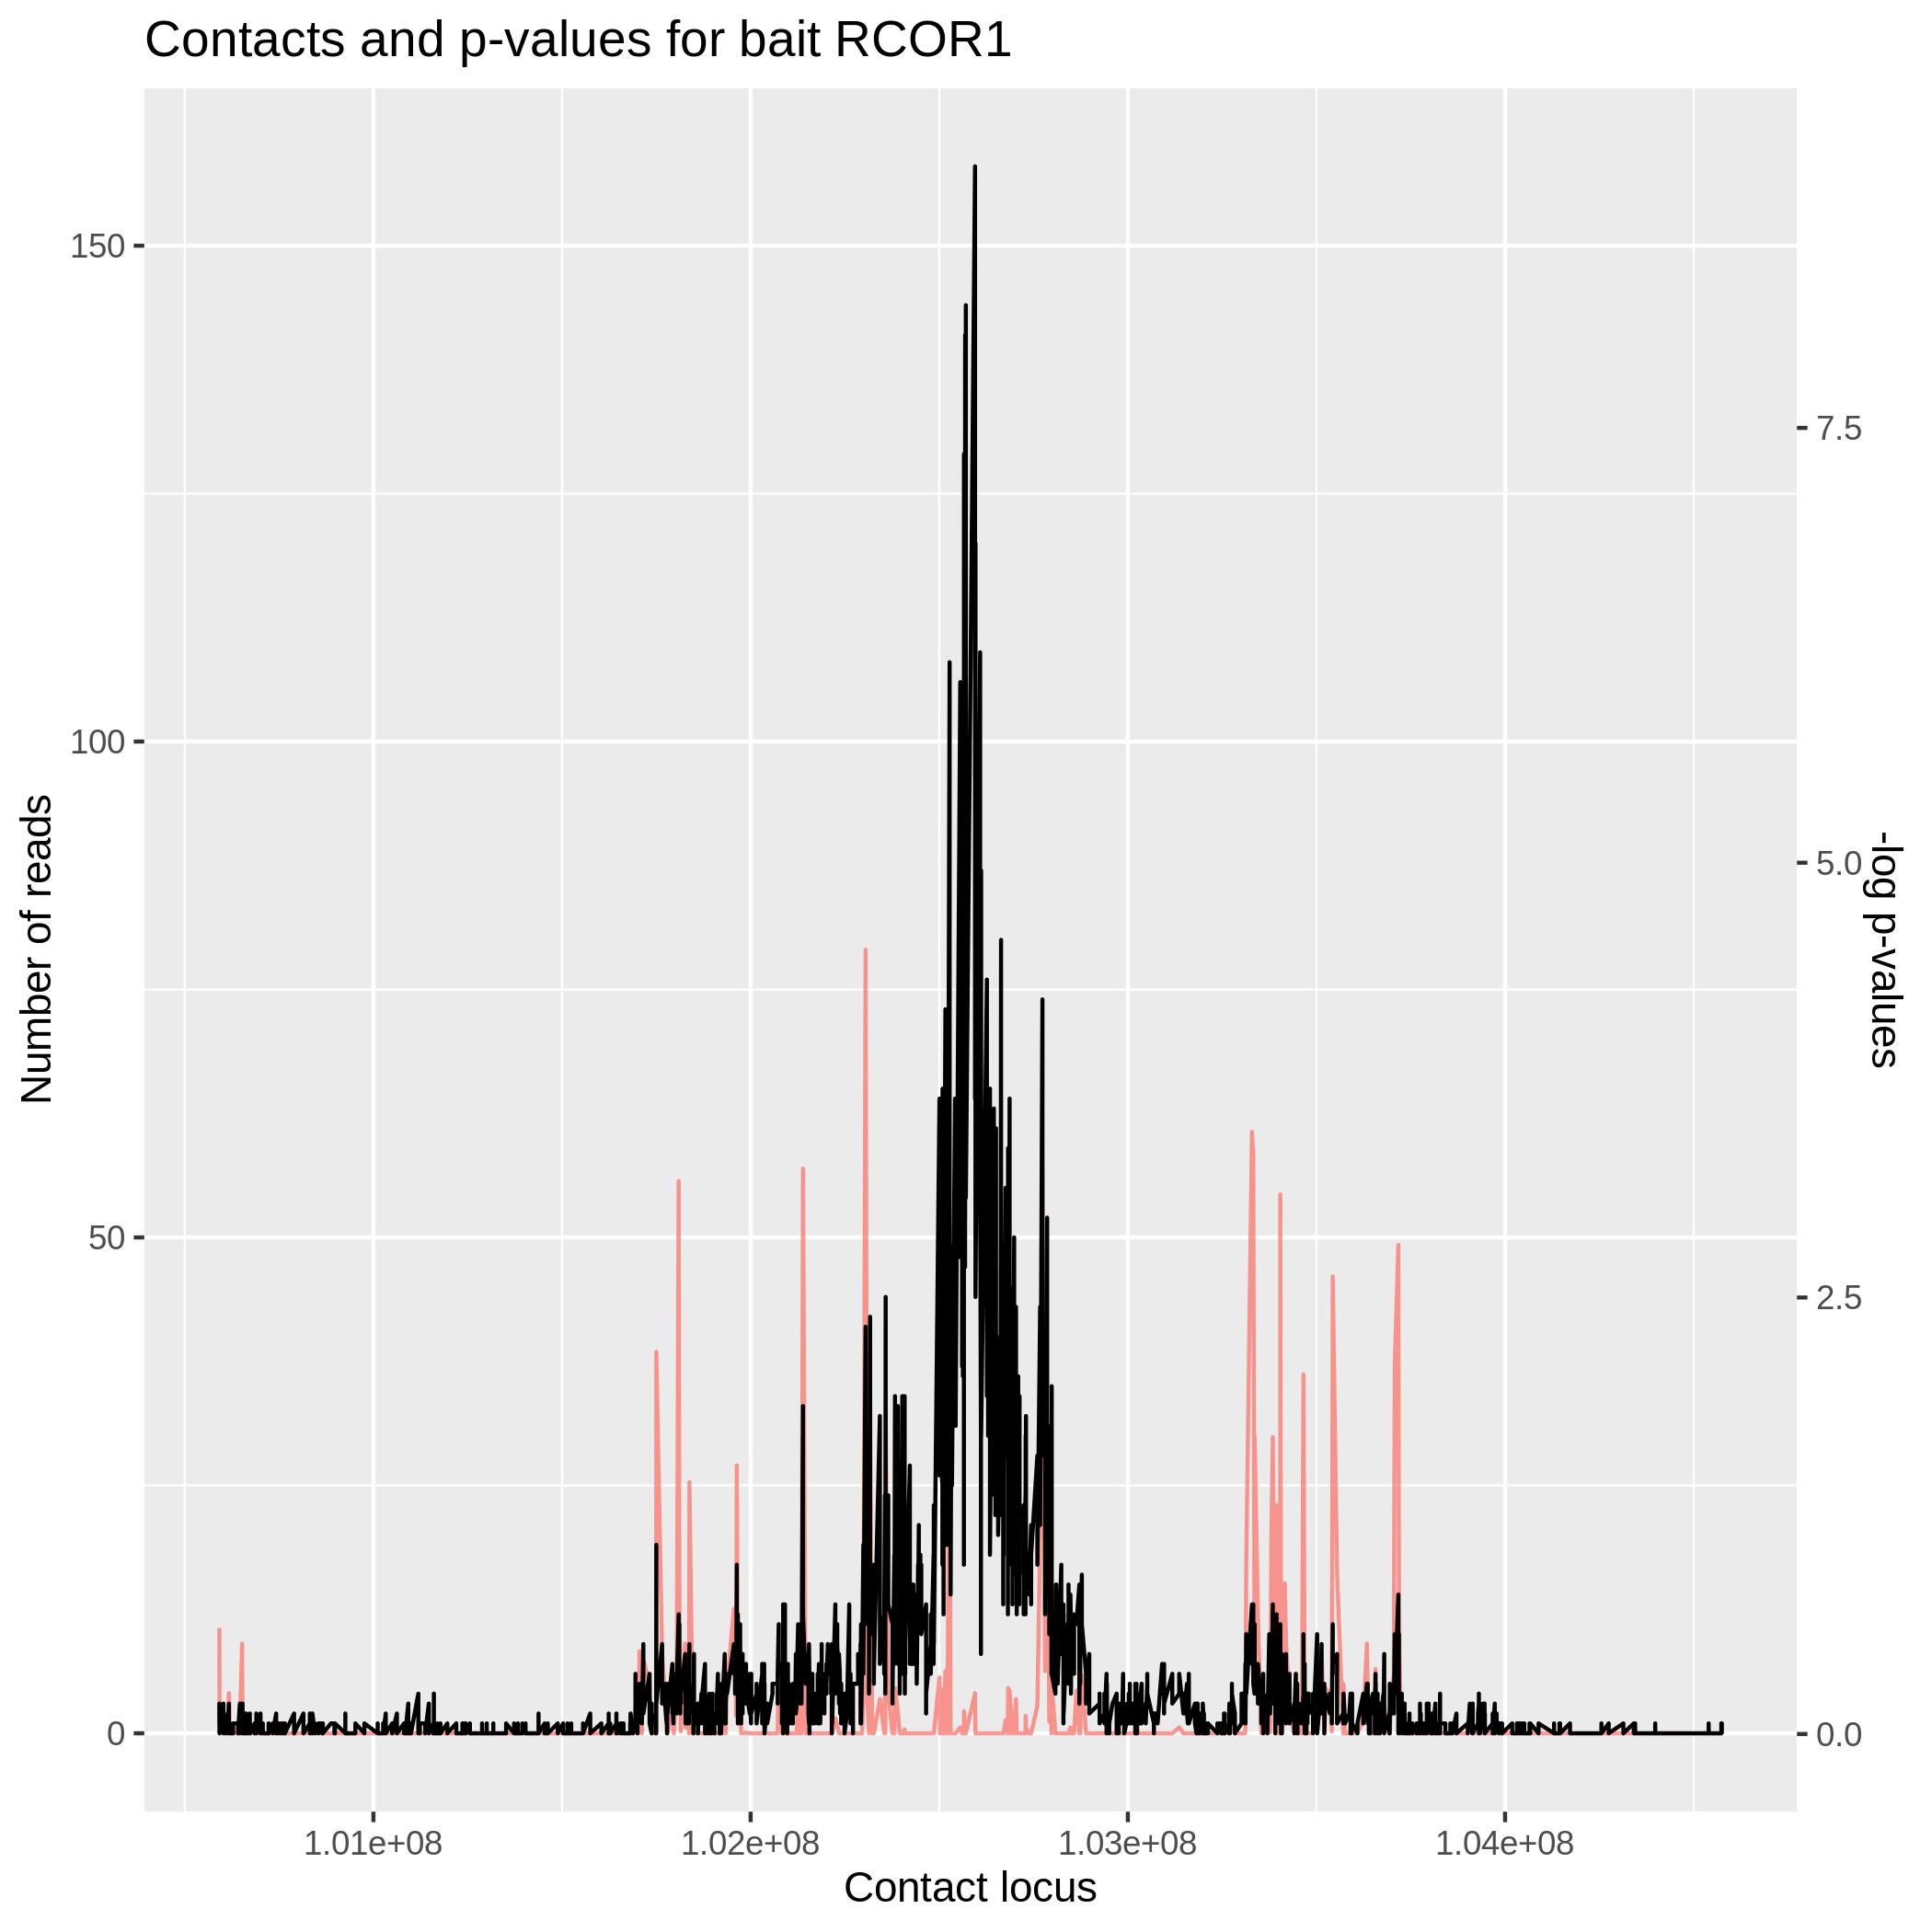 Contacts and p-values for bait RCOR1
150
100
50
0
7.5
5.0
2.5
0.0
Number of reads
-log p-values
1.01e+08
1.02e+08
1.03e+08
1.04e+08
Contact locus